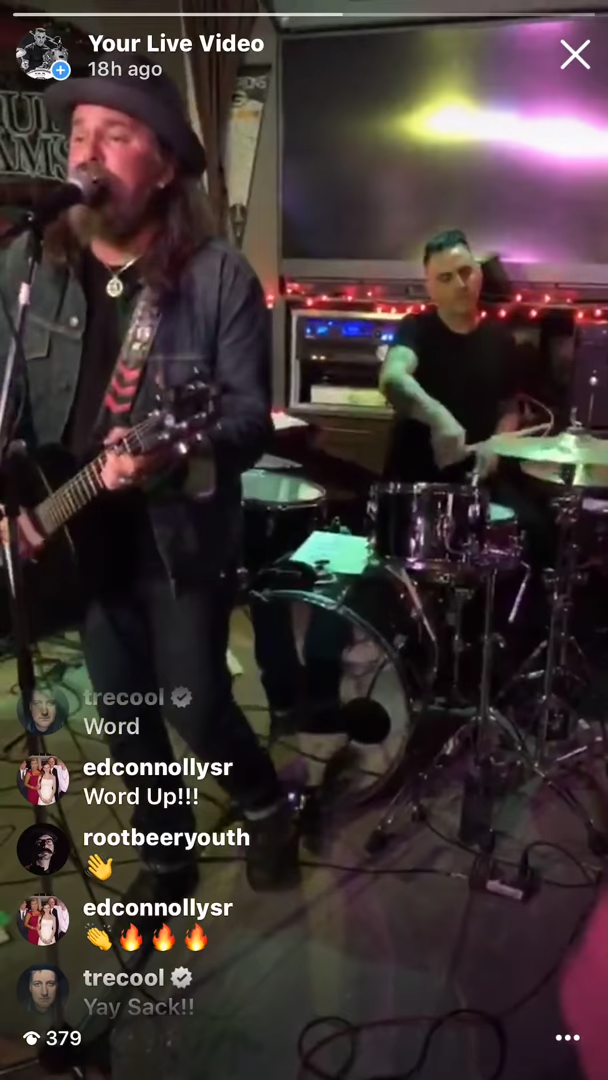 Your Live Video
18h ago
trecool
Word
edconnollysr
Word Up!!!
rootbeeryouth
👋
edconnollysr
👏🔥🔥🔥
trecool
Yay Sack!!
379